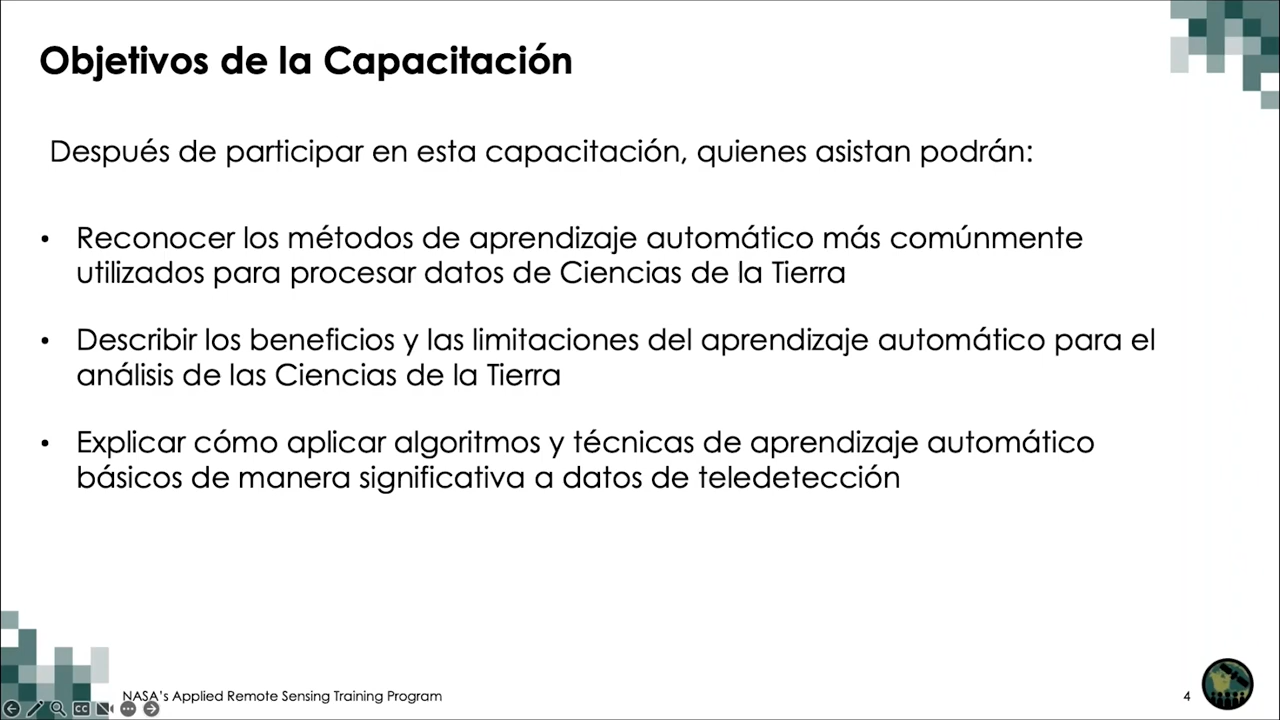 Objetivos de la Capacitación
Después de participar en esta capacitación, quienes asistan podrán:
• Reconocer los métodos de aprendizaje automático más comúnmente
utilizados para procesar datos de Ciencias de la Tierra
• Describir los beneficios y las limitaciones del aprendizaje automático para el
análisis de las Ciencias de la Tierra
• Explicar cómo aplicar algoritmos y técnicas de aprendizaje automático
básicos de manera significativa a datos de teledetección
NASA's Applied Remote Sensing Training Program
4
CC